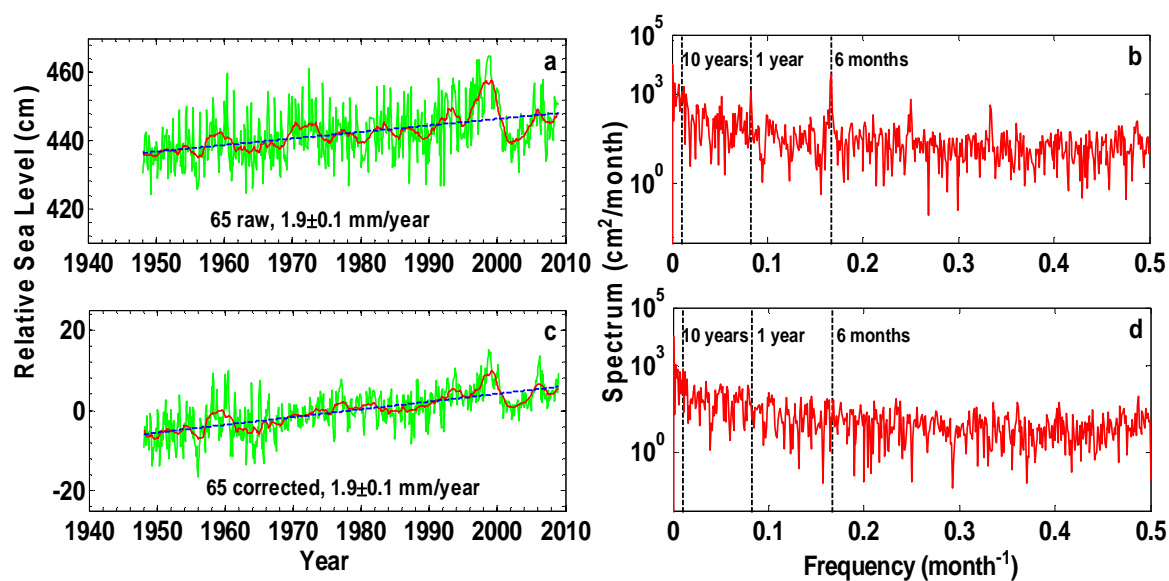 a
460
440
420
65 raw, 1.9±0.1 mm/year
1940 1950 1960 1970 1980 1990 2000 2010
b
10^5
10^3
10^0
10 years 1 year 6 months
0 0.1 0.2 0.3 0.4 0.5
Relative Sea Level (cm)
Spectrum (cm^2/month)
c
20
0
-25
65 corrected, 1.9±0.1 mm/year
1940 1950 1960 1970 1980 1990 2000 2010
Year
d
10^5
10^3
10^0
10 years 1 year 6 months
0 0.1 0.2 0.3 0.4 0.5
Frequency (month^-1)